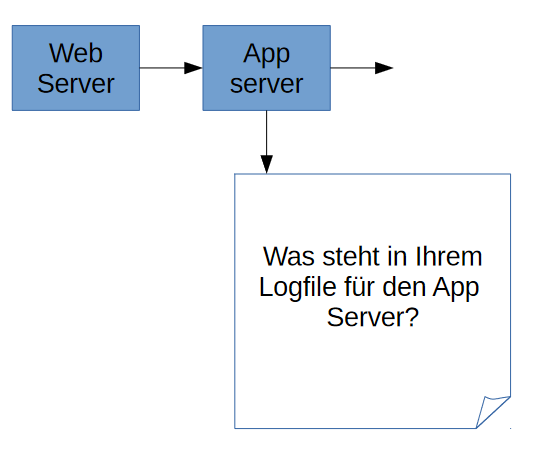 Web
Server
App
server
Was steht in Ihrem
Logfile für den App
Server?